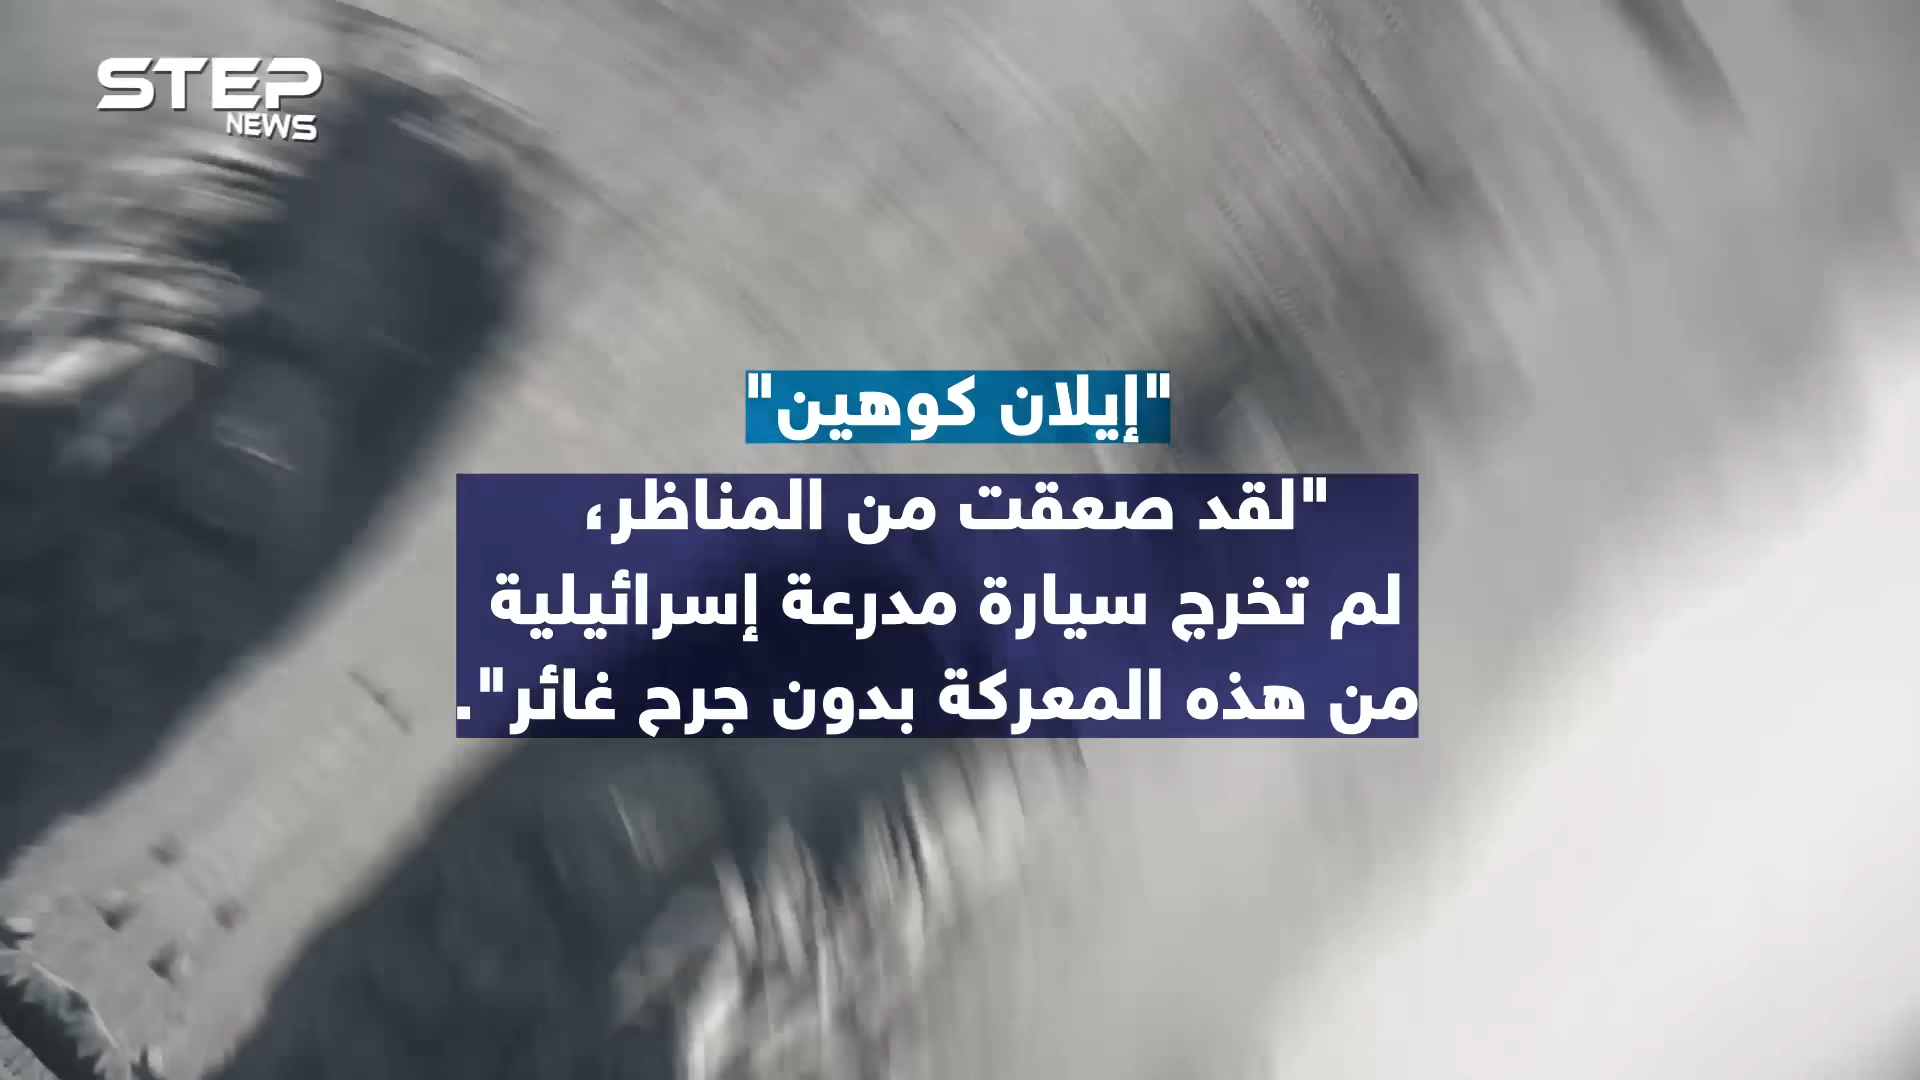 STEP
NEWS
"إيلان كوهين"
"لقد صعقت من المناظر،
لم تخرج سيارة مدرعة إسرائيلية
من هذه المعركة بدون جرح غائر".